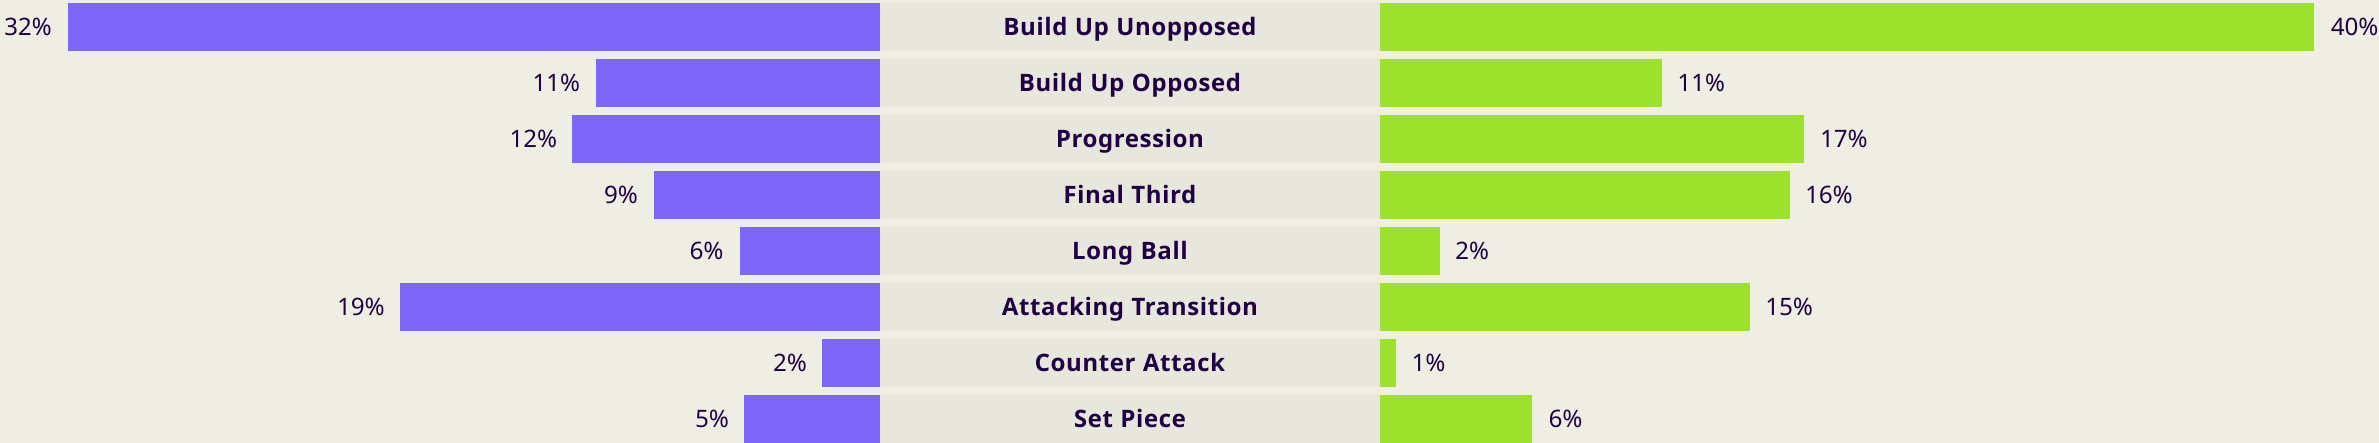 32% Build Up Unopposed 40%
11% Build Up Opposed 11%
12% Progression 17%
9% Final Third 16%
6% Long Ball 2%
19% Attacking Transition 15%
2% Counter Attack 1%
5% Set Piece 6%